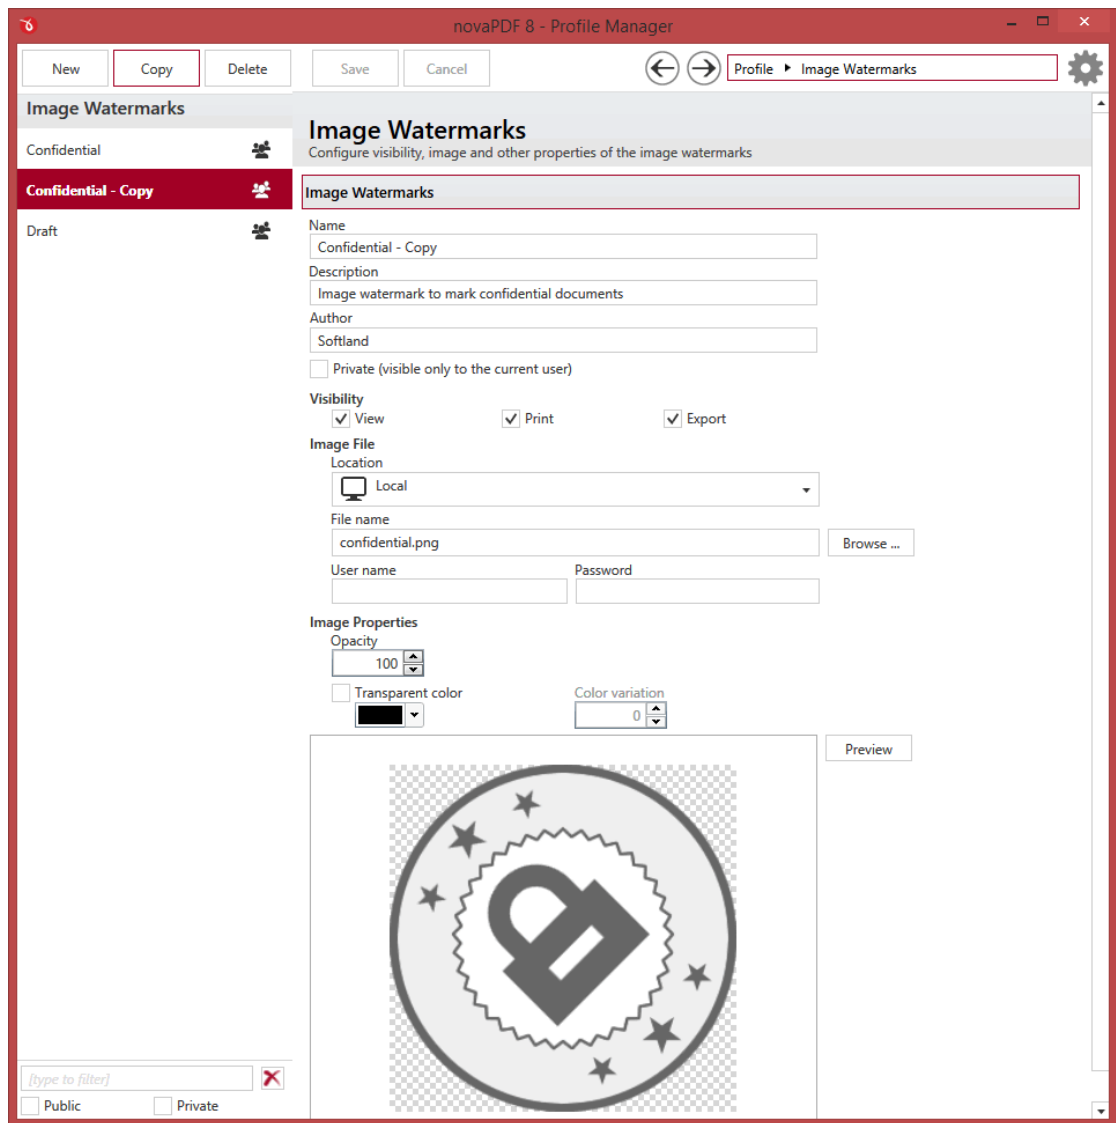 novaPDF 8 - Profile Manager
New Copy Delete Save Cancel Profile Image Watermarks
Image Watermarks
Confidential
Confidential - Copy
Draft
Image Watermarks
Configure visibility, image and other properties of the image watermarks
Image Watermarks
Name
Confidential - Copy
Description
Image watermark to mark confidential documents
Author
Softland
Private (visible only to the current user)
Visibility
View Print Export
Image File
Location
Local
File name
confidential.png Browse ...
User name Password
Image Properties
Opacity
100
Transparent color Color variation
0
Preview
[type to filter]
Public Private